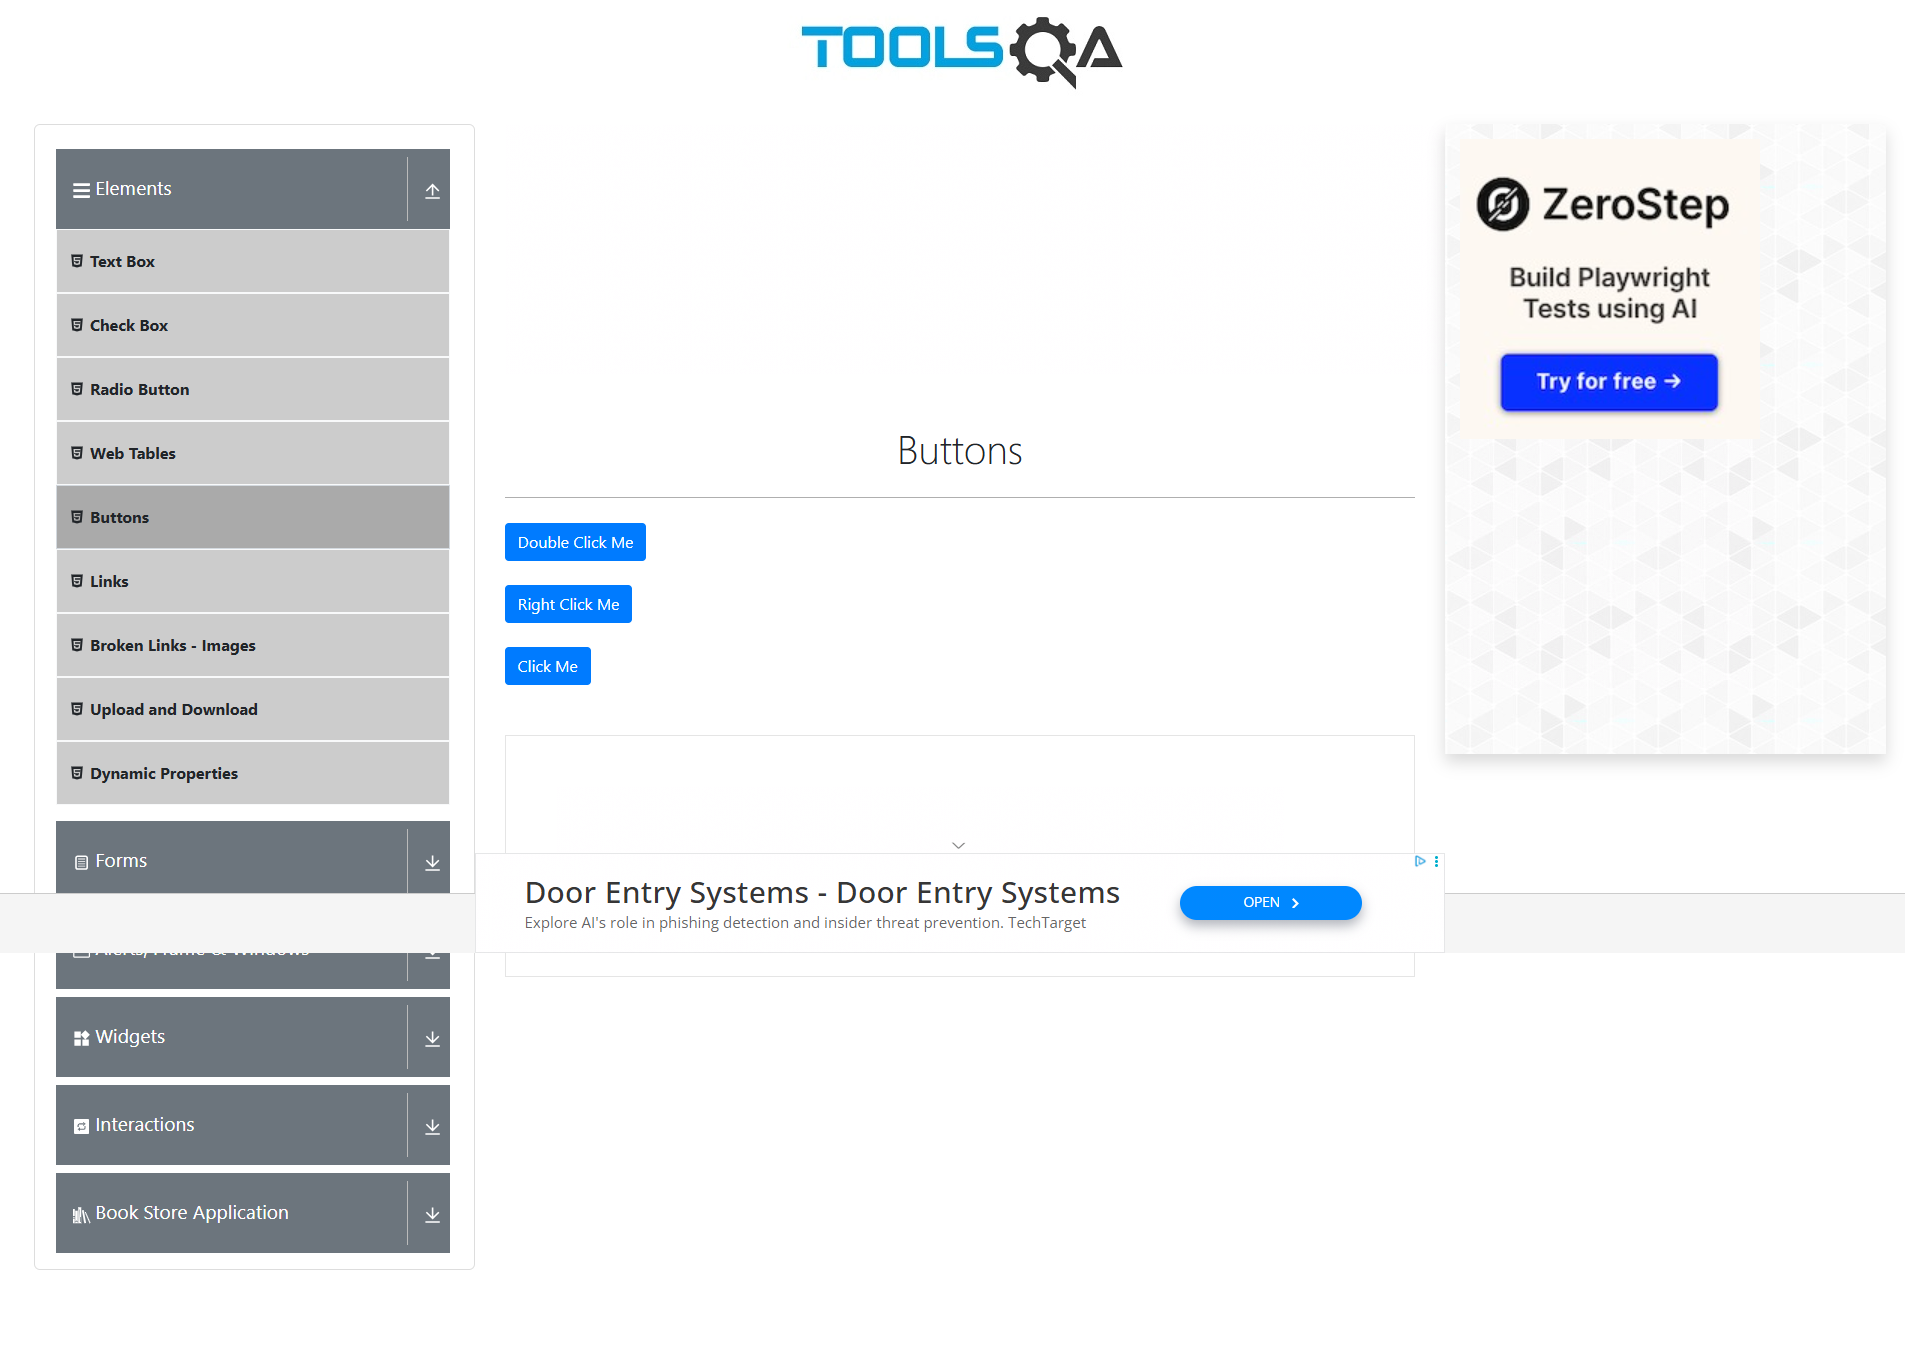 TOOLSQA
Elements
Text Box
Check Box
Radio Button
Web Tables
Buttons
Links
Broken Links - Images
Upload and Download
Dynamic Properties
Forms
Alerts, Frame & Windows
Widgets
Interactions
Book Store Application
Buttons
Double Click Me
Right Click Me
Click Me
Door Entry Systems - Door Entry Systems
Explore AI's role in phishing detection and insider threat prevention. TechTarget
OPEN
ZeroStep
Build Playwright
Tests using AI
Try for free →